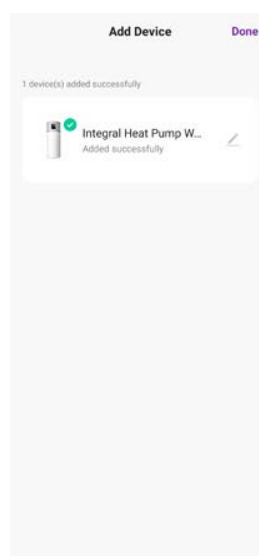 Add Device
Done
1 device(s) added successfully
Integral Heat Pump W...
Added successfully